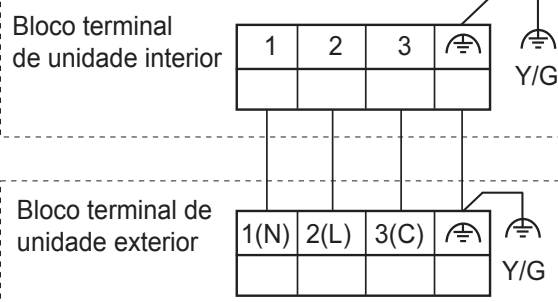 Bloco terminal
de unidade interior
1 2 3
Y/G
Bloco terminal de
unidade exterior
1(N) 2(L) 3(C)
Y/G